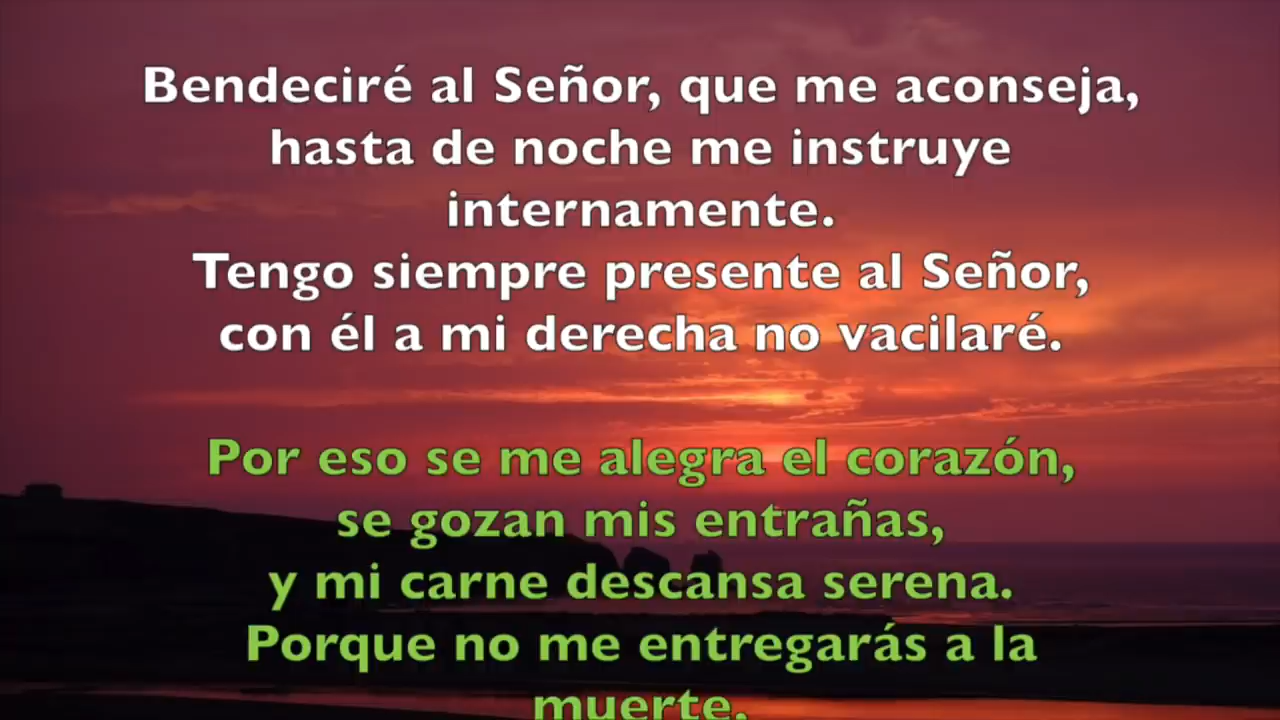 Bendeciré al Señor, que me aconseja,
hasta de noche me instruye
internamente.
Tengo siempre presente al Señor,
con él a mi derecha no vacilaré.
Por eso se me alegra el corazón,
se gozan mis entrañas,
y mi carne descansa serena.
Porque no me entregarás a la
muerte,